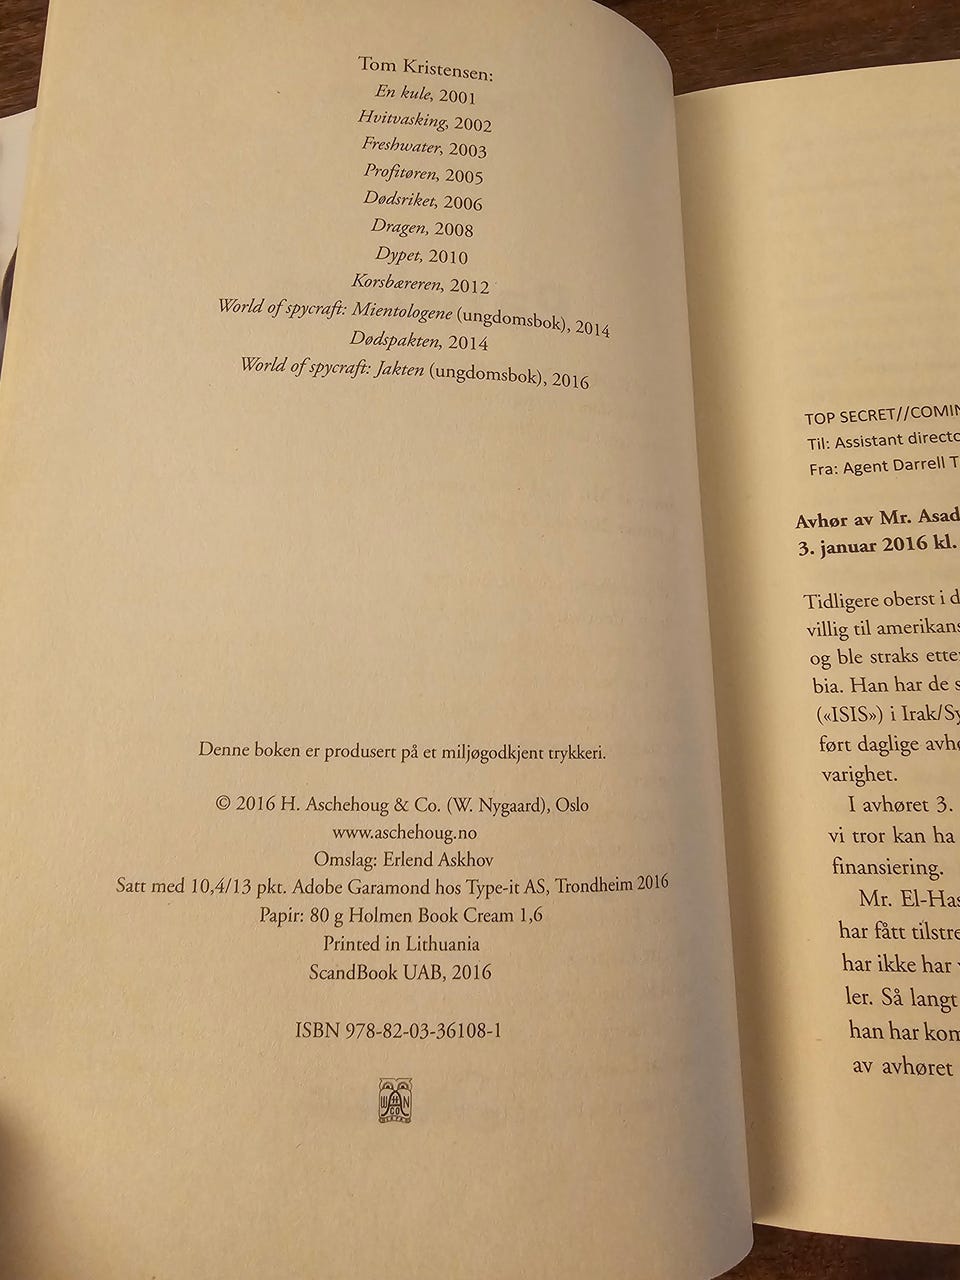 Tom Kristensen:
En kule, 2001
Hvitvasking, 2002
Freshwater, 2003
Profitøren, 2005
Dødsriket, 2006
Dragen, 2008
Dypet, 2010
Korsbæreren, 2012
World of spycraft: Mientologene (ungdomsbok), 2014
Dødspakten, 2014
World of spycraft: Jakten (ungdomsbok), 2016
Denne boken er produsert på et miljøgodkjent trykkeri.
© 2016 H. Aschehoug & Co. (W. Nygaard), Oslo
www.aschehoug.no
Omslag: Erlend Askhov
Satt med 10,4/13 pkt. Adobe Garamond hos Type-it AS, Trondheim 2016
Papir: 80 g Holmen Book Cream 1,6
Printed in Lithuania
ScandBook UAB, 2016
ISBN 978-82-03-36108-1
TOP SECRET//COMIN
Til: Assistant directo
Fra: Agent Darrell T
Avhør av Mr. Asad
3. januar 2016 kl.
Tidligere oberst i d
villig til amerikans
og ble straks ette
bia. Han har de s
(«ISIS») i Irak/Sy
ført daglige avhø
varighet.
I avhøret 3.
vi tror kan ha
finansiering.
Mr. El-Has
har fått tilstre
har ikke har v
ler. Så langt
han har kom
av avhøret